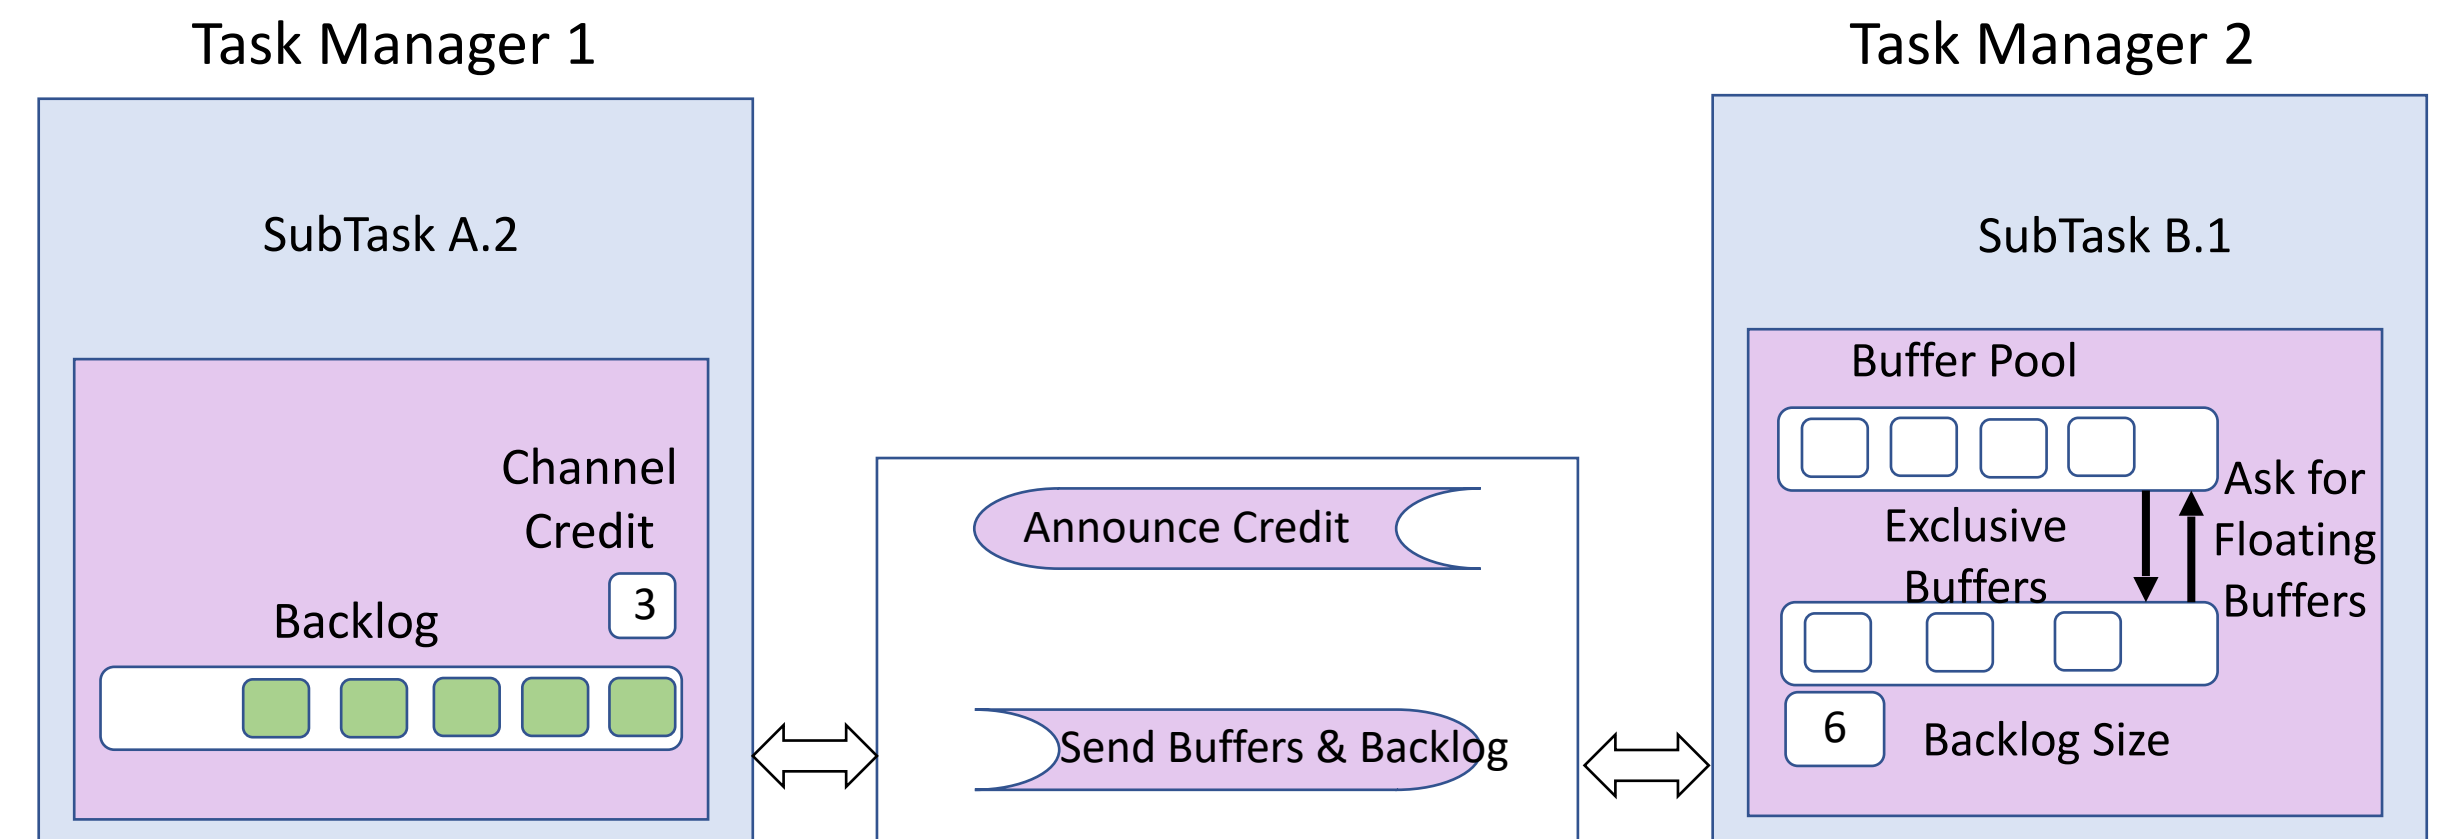 Task Manager 1
Task Manager 2
SubTask A.2
SubTask B.1
Channel
Credit
3
Backlog
Announce Credit
Send Buffers & Backlog
Buffer Pool
Exclusive
Buffers
Ask for
Floating
Buffers
6
Backlog Size